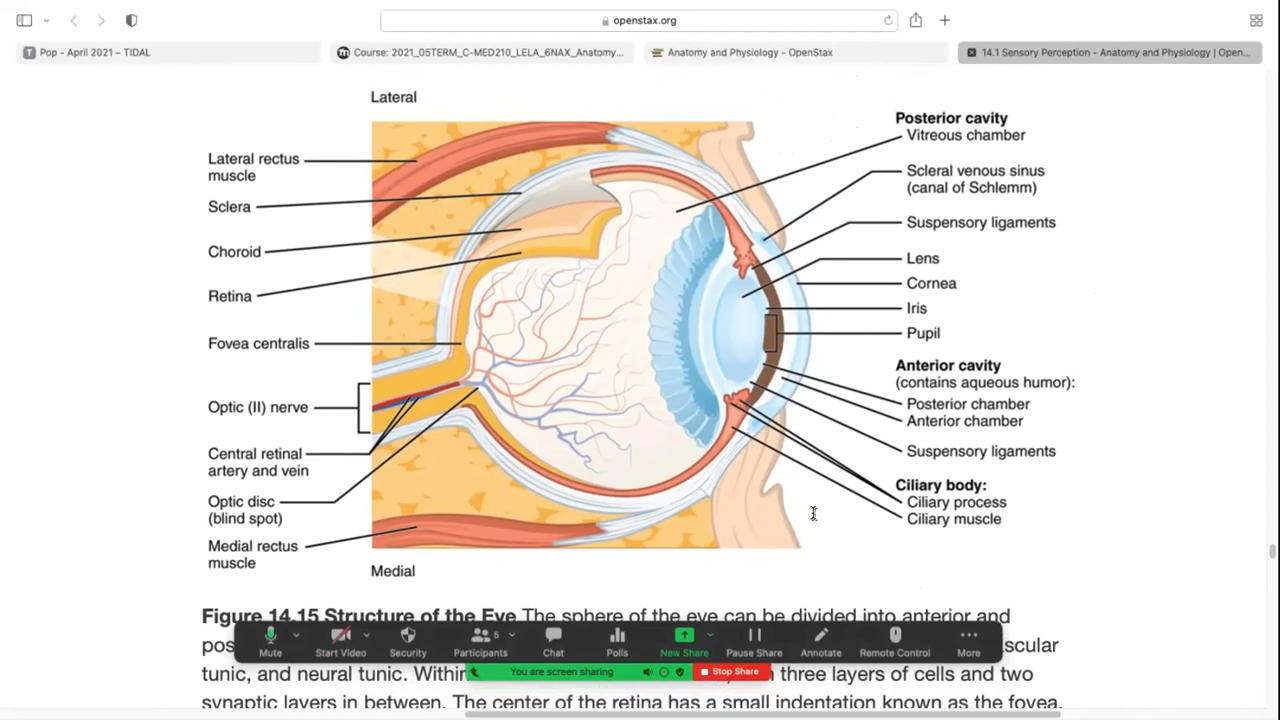 openstax.org
Pop - April 2021 – TIDAL
Course: 2021_05TERM_C-MED210_LELA_6NAX_Anatomy...
Anatomy and Physiology - OpenStax
14.1 Sensory Perception - Anatomy and Physiology | Open...
Lateral
Lateral rectus
muscle
Sclera
Choroid
Retina
Fovea centralis
Optic (II) nerve
Central retinal
artery and vein
Optic disc
(blind spot)
Medial rectus
muscle
Medial
Posterior cavity
Vitreous chamber
Scleral venous sinus
(canal of Schlemm)
Suspensory ligaments
Lens
Cornea
Iris
Pupil
Anterior cavity
(contains aqueous humor):
Posterior chamber
Anterior chamber
Suspensory ligaments
Ciliary body:
Ciliary process
Ciliary muscle
Figure 14.15 Structure of the Eye The sphere of the eye can be divided into anterior and
tunic, and neural tunic. Within three layers of cells and two
synaptic layers in between. The center of the retina has a small indentation known as the fovea.
Mute
Start Video
Security
5
Participants
Chat
Polls
New Share
Pause Share
Annotate
Remote Control
More
You are screen sharing
Stop Share